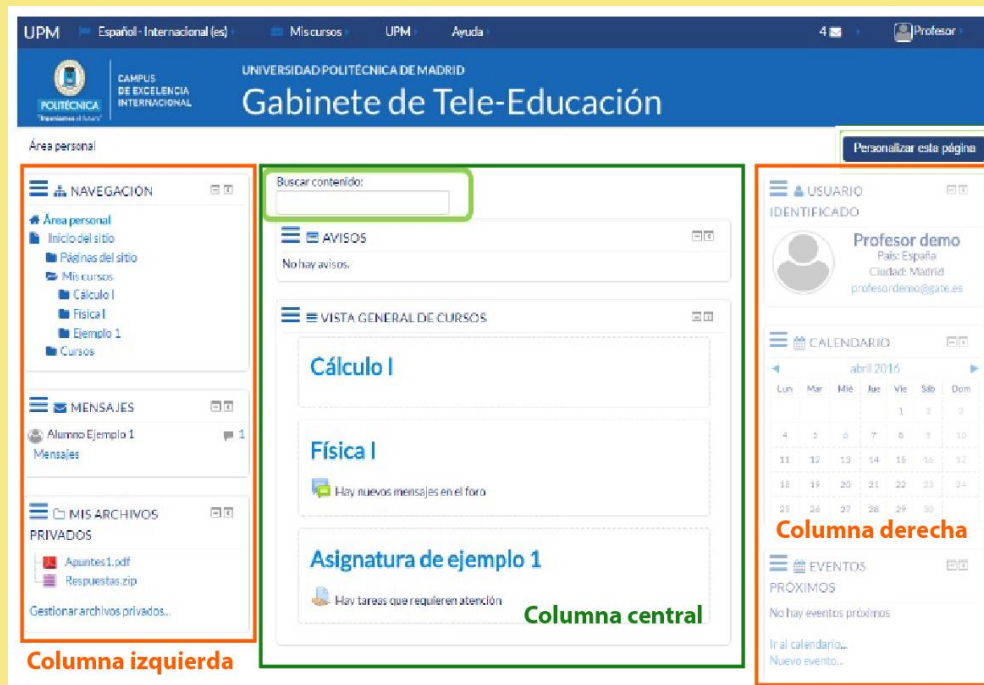 UPM
Español - Internacional (es)
Mis cursos
UPM
Ayuda
4
Profesor
POLITÉCNICA
"Ingeniamos el futuro"
CAMPUS
DE EXCELENCIA
INTERNACIONAL
UNIVERSIDAD POLITÉCNICA DE MADRID
Gabinete de Tele-Educación
Área personal
Personalizar esta página
NAVEGACIÓN
Área personal
Inicio del sitio
Páginas del sitio
Mis cursos
Cálculo I
Física I
Ejemplo 1
Cursos
MENSAJES
Alumno Ejemplo 1
1
Mensajes
MIS ARCHIVOS
PRIVADOS
Apuntes1.pdf
Respuestas.zip
Gestionar archivos privados...
Columna izquierda
Buscar contenido:
AVISOS
No hay avisos.
VISTA GENERAL DE CURSOS
Cálculo I
Física I
Hay nuevos mensajes en el foro
Asignatura de ejemplo 1
Hay tareas que requieren atención
Columna central
USUARIO
IDENTIFICADO
Profesor demo
País: España
Ciudad: Madrid
profesordemo@gate.es
CALENDARIO
abril 2016
Lun Mar Mié Jue Vie Sáb Dom
1 2 3
4 5 6 7 8 9 10
11 12 13 14 15 16 17
18 19 20 21 22 23 24
25 26 27 28 29 30
Columna derecha
EVENTOS
PRÓXIMOS
No hay eventos próximos
Ir al calendario...
Nuevo evento...